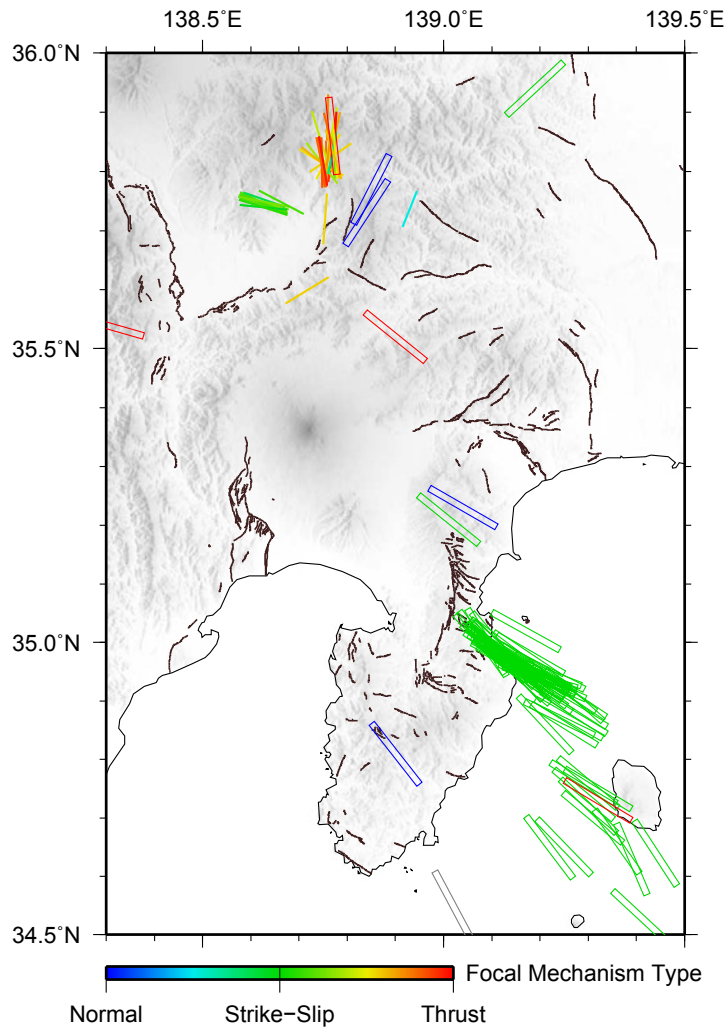 138.5˚E 139.0˚E 139.5˚E
36.0˚N
35.5˚N
35.0˚N
34.5˚N
Focal Mechanism Type
Normal Strike−Slip Thrust